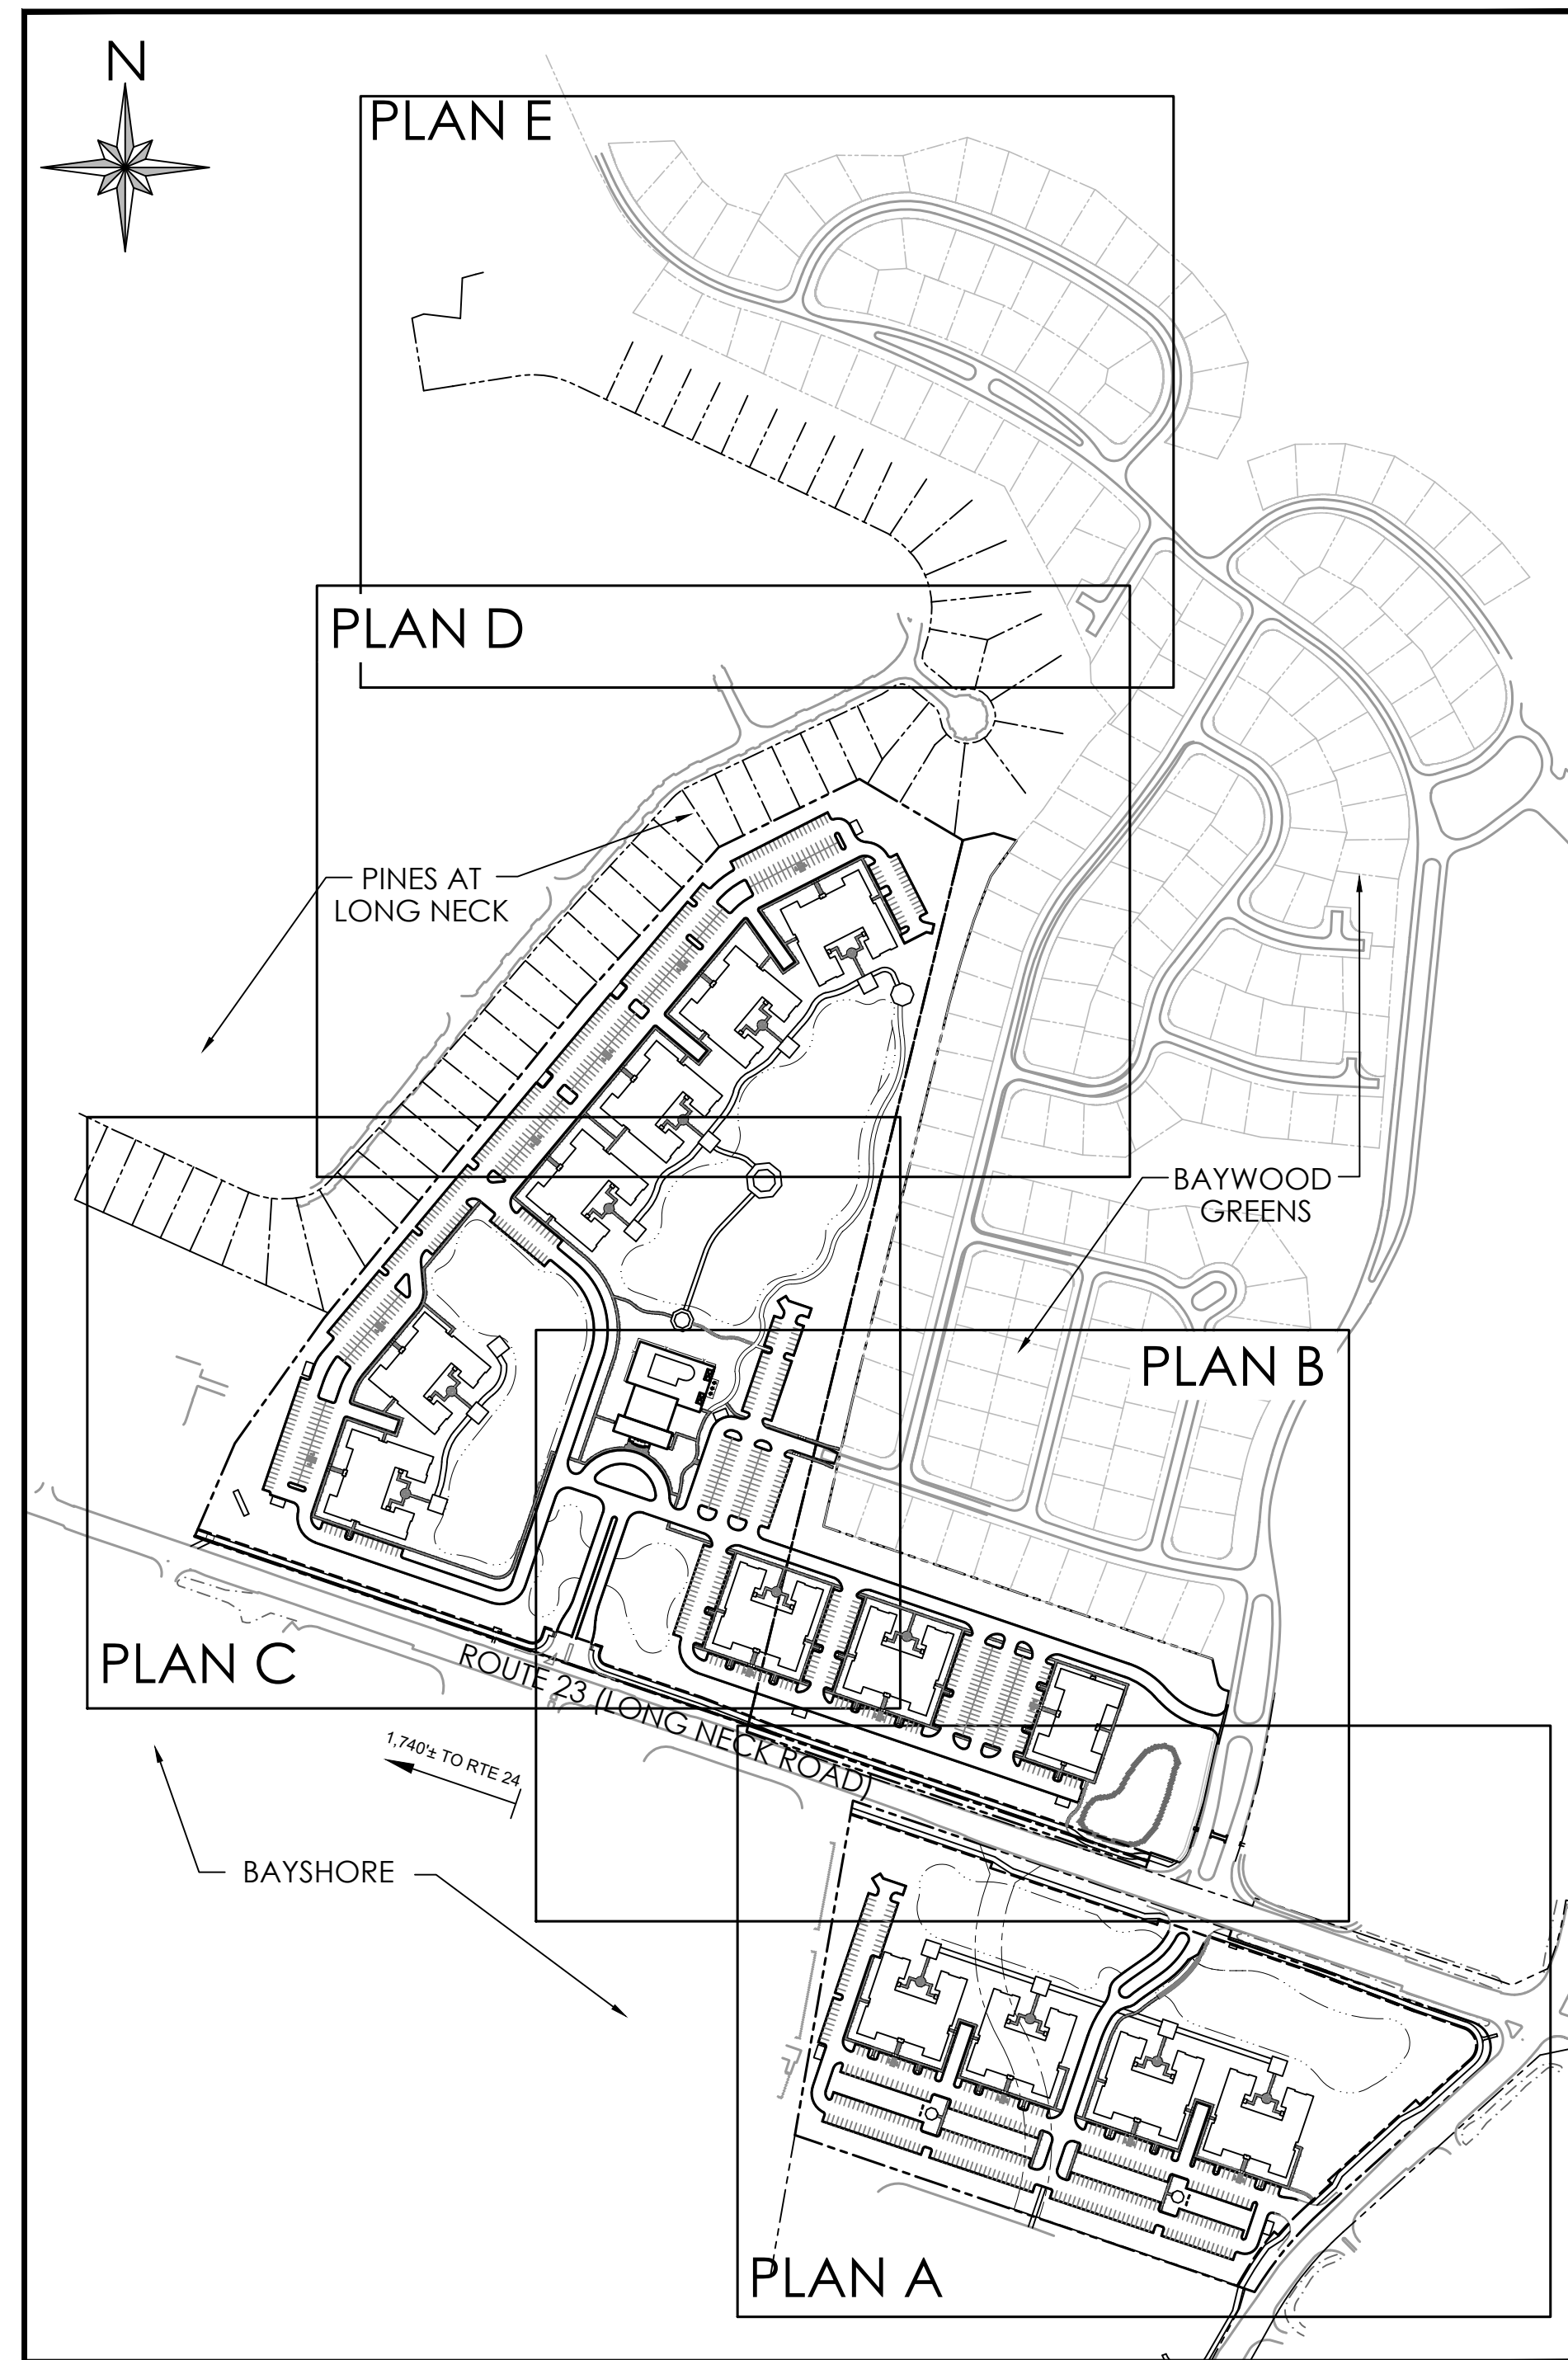 N
PLAN E
PLAN D
PINES AT
LONG NECK
BAYWOOD
GREENS
PLAN B
PLAN C
ROUTE 23 (LONG NECK ROAD)
1,740'± TO RTE 24
BAYSHORE
PLAN A